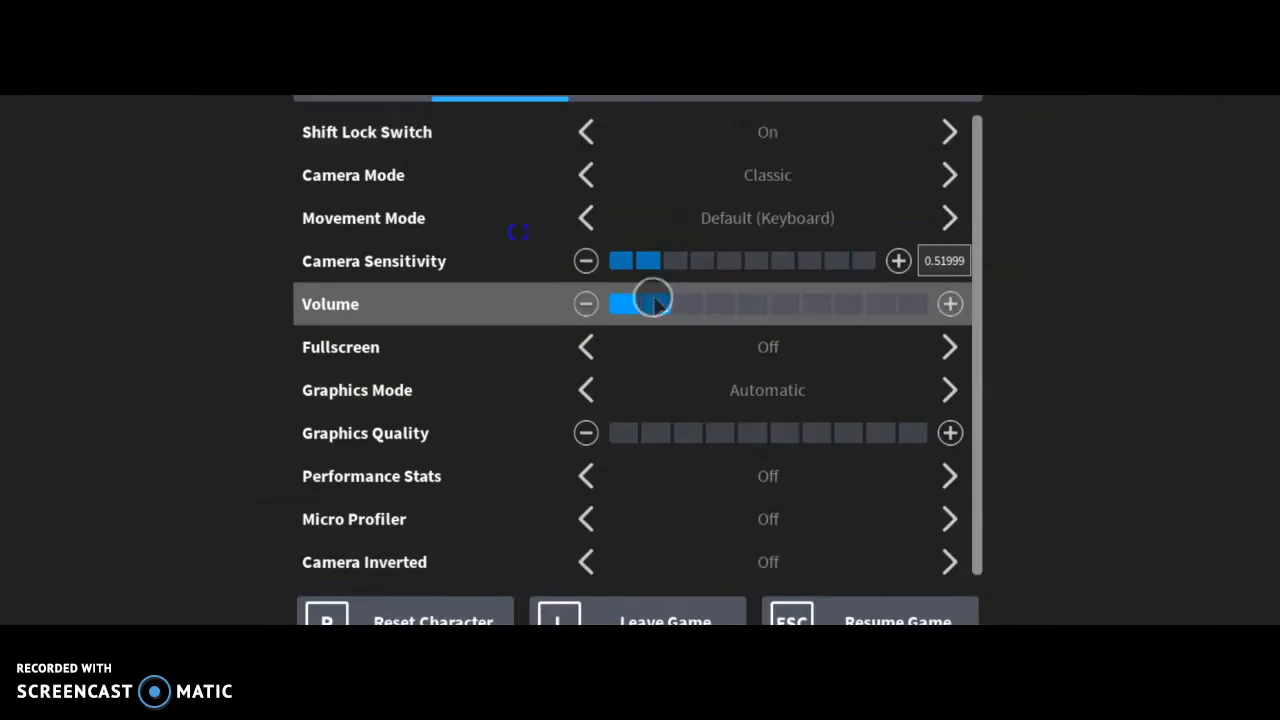 Shift Lock Switch On
Camera Mode Classic
Movement Mode Default (Keyboard)
Camera Sensitivity 0.51999
Volume
Fullscreen Off
Graphics Mode Automatic
Graphics Quality
Performance Stats Off
Micro Profiler Off
Camera Inverted Off
R Reset Character L Leave Game ESC Resume Game
RECORDED WITH
SCREENCAST MATIC